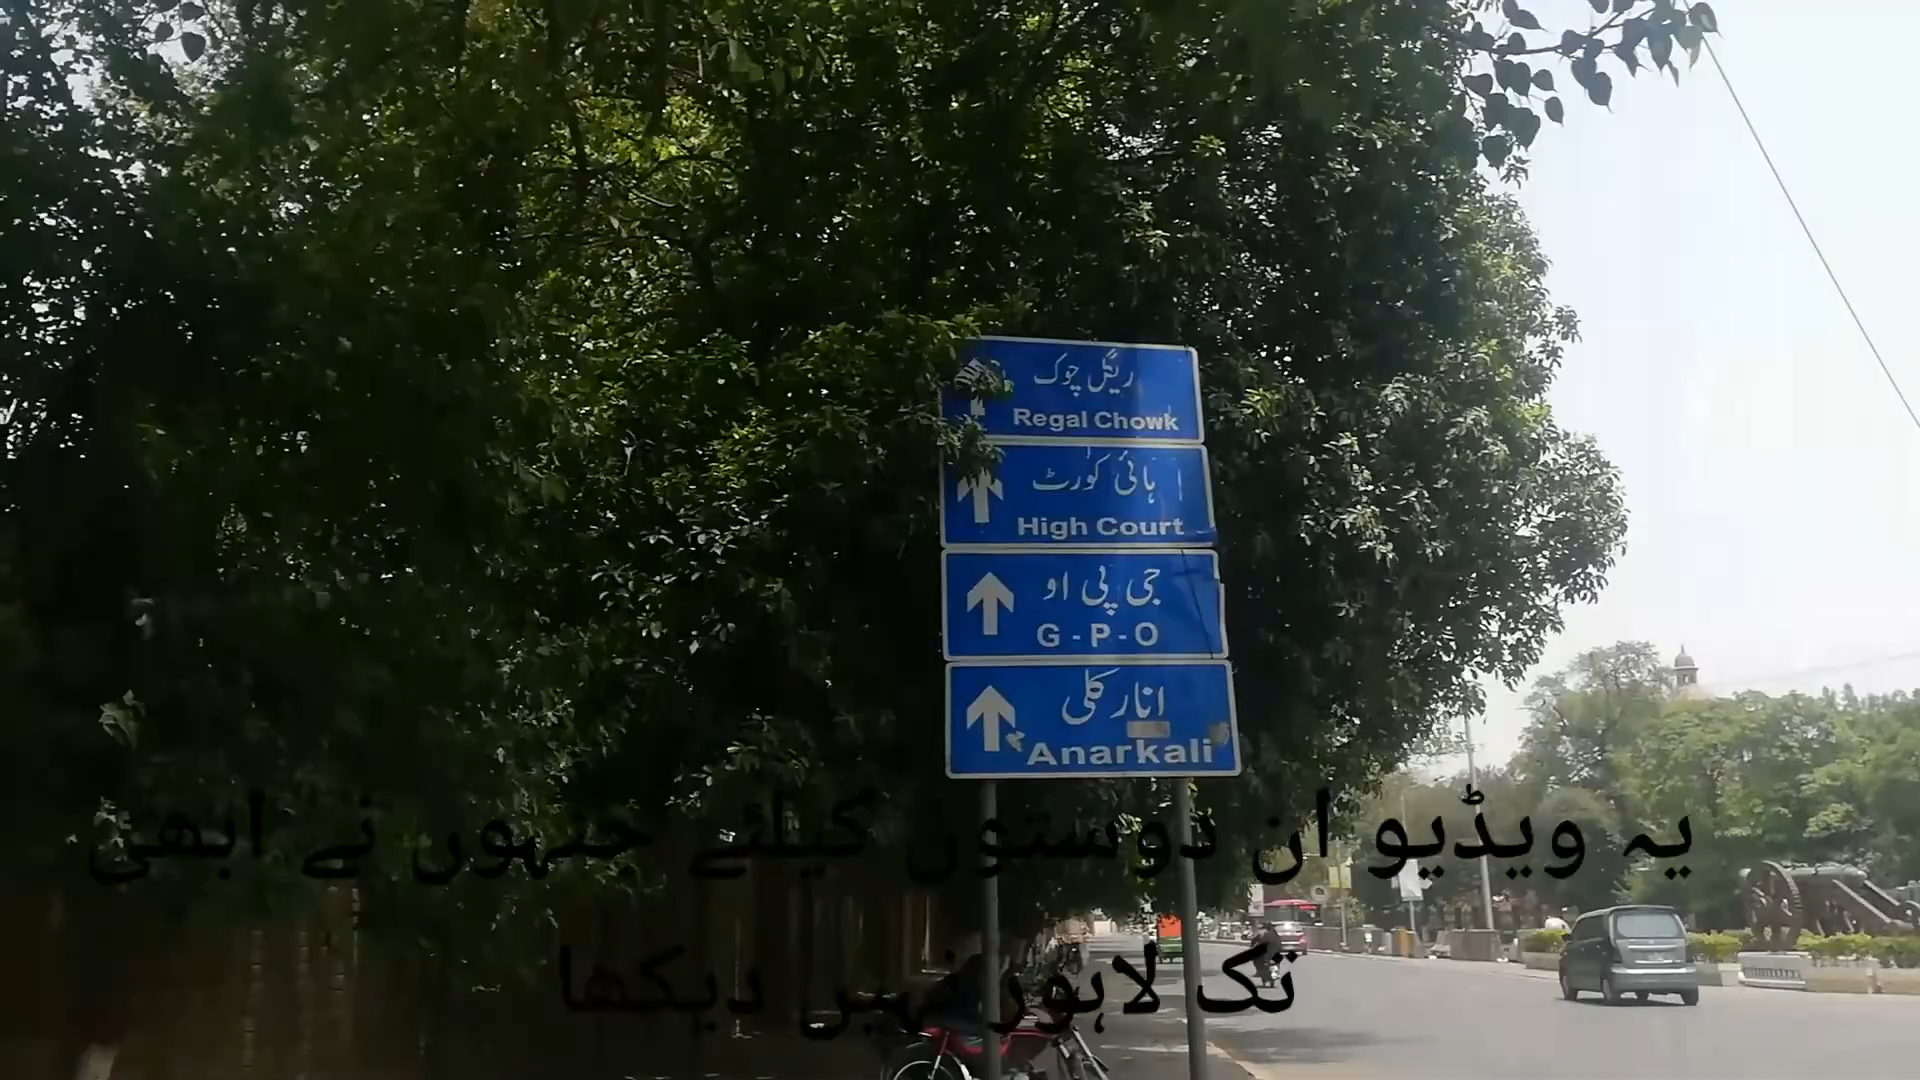 ریگل چوک
Regal Chowk
ہائی کورٹ
High Court
جی پی او
G-P-O
انارکلی
Anarkali
یہ ویڈیو ان دوستوں کیلئے جنہوں نے ابھی
تک لاہور نہیں دیکھا